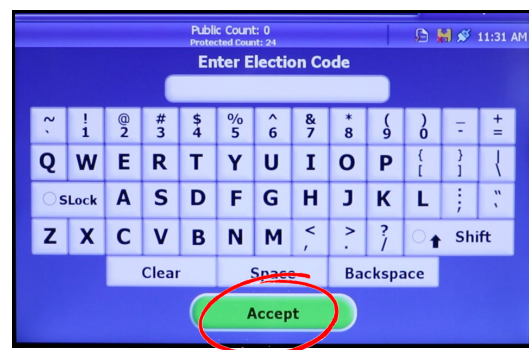 Public Count: 0
Protected Count: 24
11:31 AM
Enter Election Code
~ ` ! 1 @ 2 # 3 $ 4 % 5 ^ 6 & 7 * 8 ( 9 ) 0 _ - + =
Q W E R T Y U I O P { [ } ] | \
SLock A S D F G H J K L : ; " '
Z X C V B N M < , > . ? / Shift
Clear Space Backspace
Accept